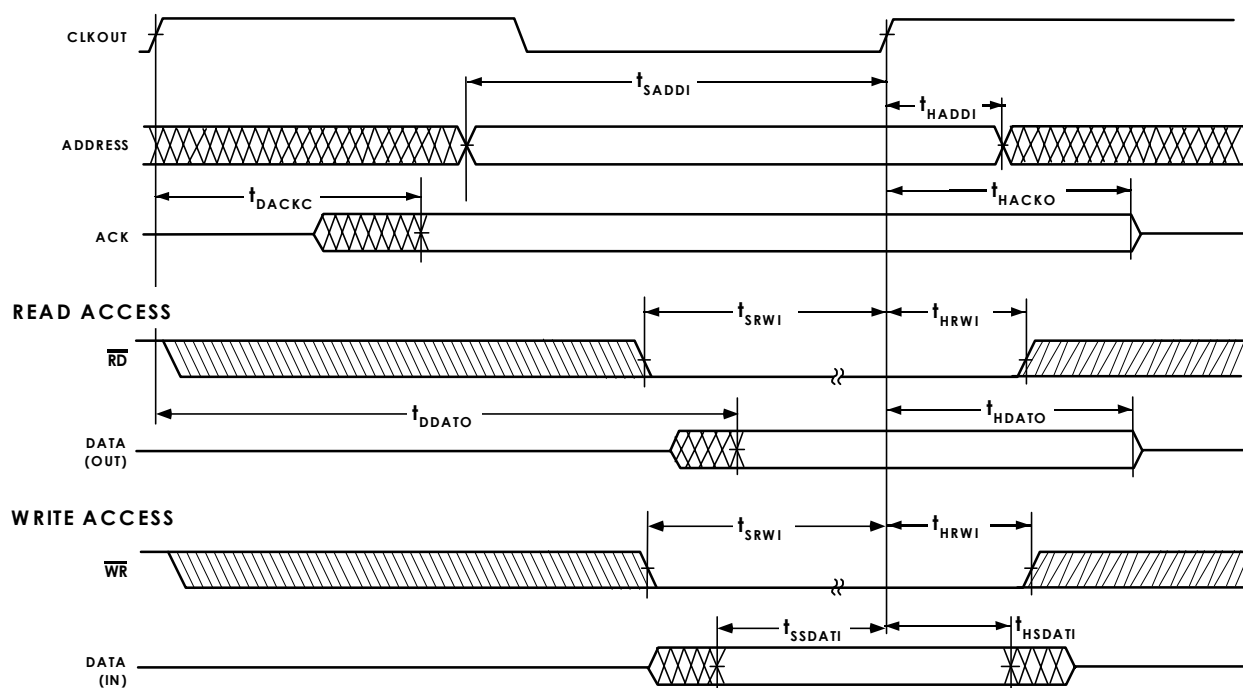 CLKOUT
tSADDI
tHADDI
ADDRESS
tDACKC
tHACKO
ACK
READ ACCESS
tSRWI
tHRWI
RD
tDDATO
tHDATO
DATA
(OUT)
WRITE ACCESS
tSRWI
tHRWI
WR
tSSDATI
tHSDATI
DATA
(IN)